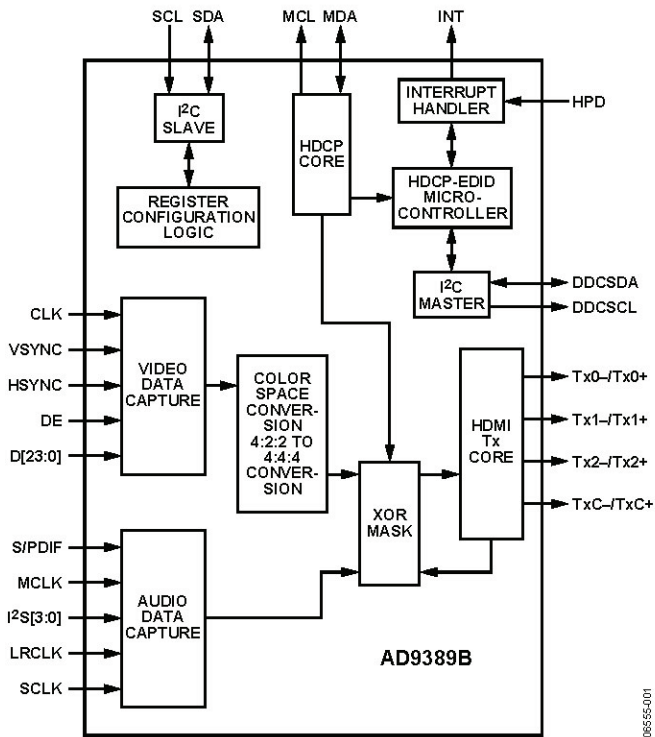 SCL SDA MCL MDA INT
I²C
SLAVE
REGISTER
CONFIGURATION
LOGIC
HDCP
CORE
INTERRUPT
HANDLER
HPD
HDCP-EDID
MICRO-
CONTROLLER
I²C
MASTER
DDCSDA
DDCSCL
CLK
VSYNC
HSYNC
DE
D[23:0]
VIDEO
DATA
CAPTURE
COLOR
SPACE
CONVER-
SION
4:2:2 TO
4:4:4
CONVER-
SION
XOR
MASK
HDMI
Tx
CORE
Tx0–/Tx0+
Tx1–/Tx1+
Tx2–/Tx2+
TxC–/TxC+
S/PDIF
MCLK
I²S[3:0]
LRCLK
SCLK
AUDIO
DATA
CAPTURE
AD9389B
06555-001